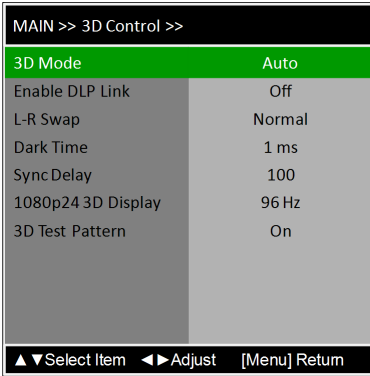 MAIN >> 3D Control >>
3D Mode Auto
Enable DLP Link Off
L-R Swap Normal
Dark Time 1 ms
Sync Delay 100
1080p24 3D Display 96 Hz
3D Test Pattern On
▲▼Select Item ◄►Adjust [Menu] Return